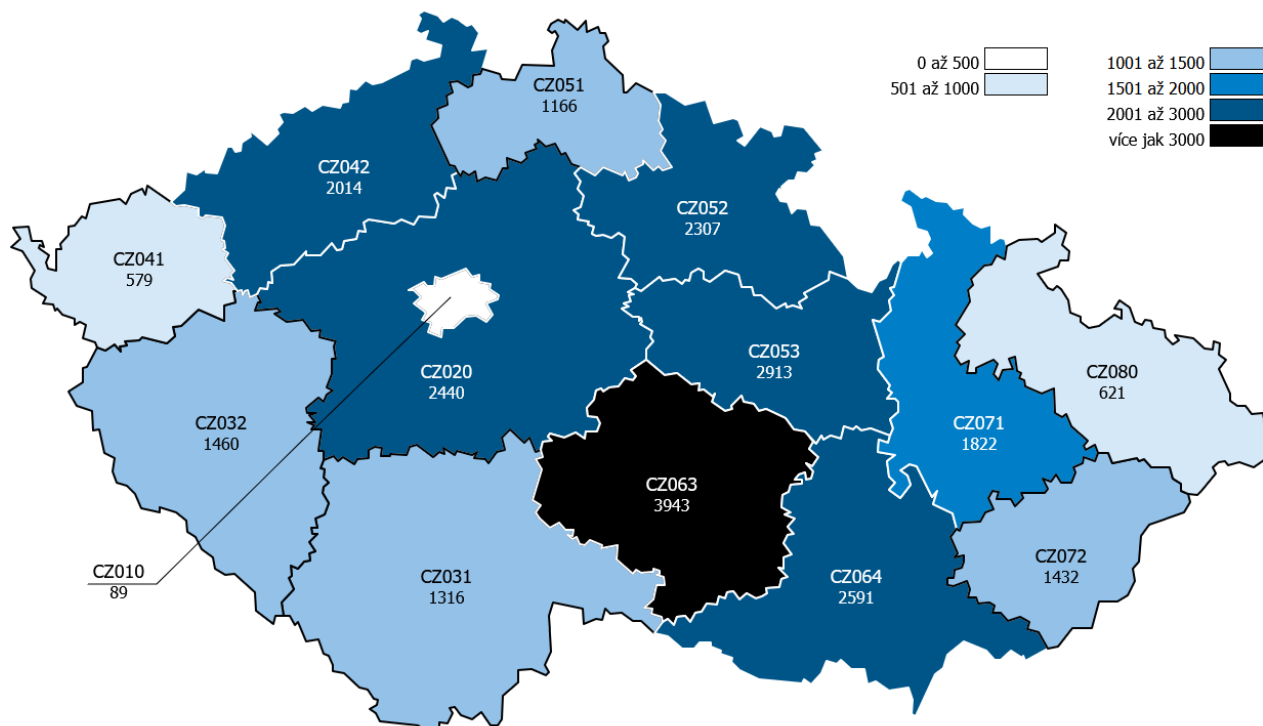 0 až 500
501 až 1000
1001 až 1500
1501 až 2000
2001 až 3000
více jak 3000
CZ051
1166
CZ042
2014
CZ052
2307
CZ041
579
CZ053
2913
CZ020
2440
CZ080
621
CZ032
1460
CZ071
1822
CZ063
3943
CZ010
89
CZ031
1316
CZ064
2591
CZ072
1432